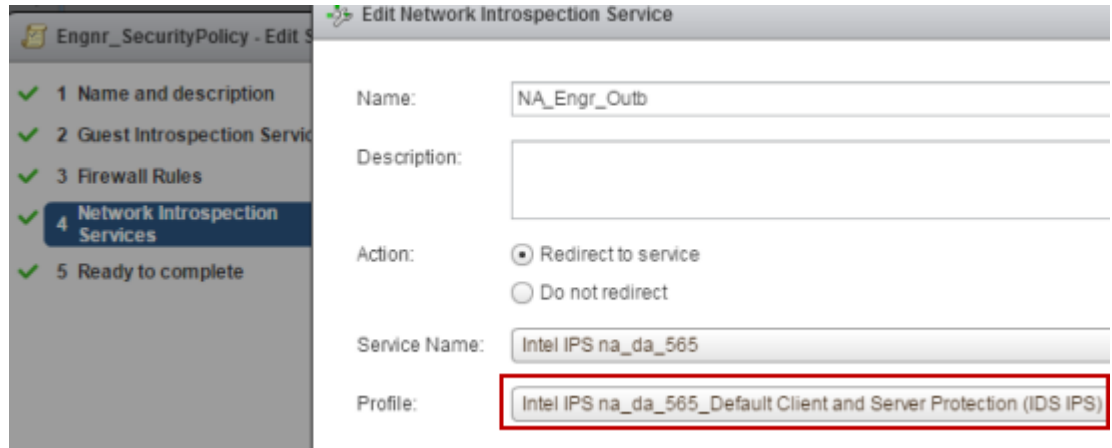 Engnr_SecurityPolicy - Edit S
1 Name and description
2 Guest Introspection Servic
3 Firewall Rules
4 Network Introspection
Services
5 Ready to complete
Edit Network Introspection Service
Name: NA_Engr_Outb
Description:
Action: Redirect to service
Do not redirect
Service Name: Intel IPS na_da_565
Profile: Intel IPS na_da_565_Default Client and Server Protection (IDS IPS)